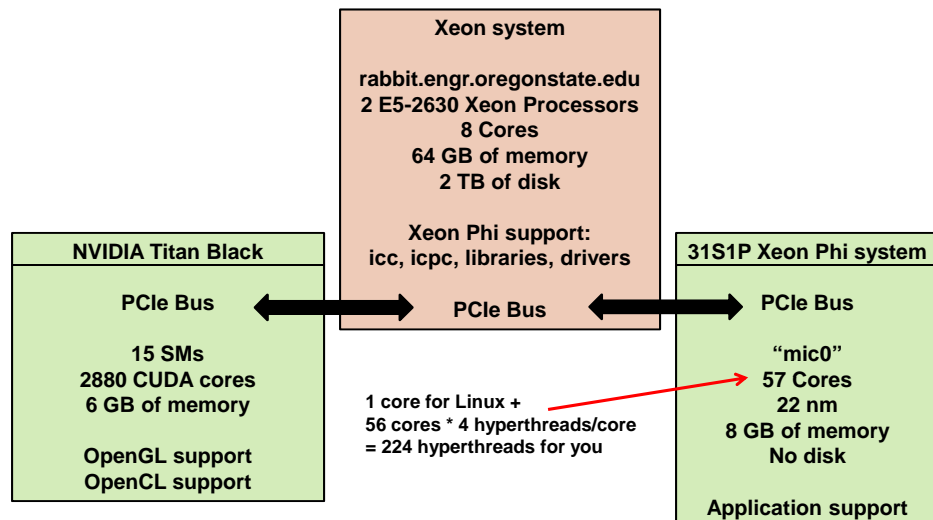 Xeon system
rabbit.engr.oregonstate.edu
2 E5-2630 Xeon Processors
8 Cores
64 GB of memory
2 TB of disk
Xeon Phi support:
icc, icpc, libraries, drivers
PCIe Bus
NVIDIA Titan Black
PCIe Bus
15 SMs
2880 CUDA cores
6 GB of memory
OpenGL support
OpenCL support
1 core for Linux +
56 cores * 4 hyperthreads/core
= 224 hyperthreads for you
31S1P Xeon Phi system
PCIe Bus
“mic0”
57 Cores
22 nm
8 GB of memory
No disk
Application support